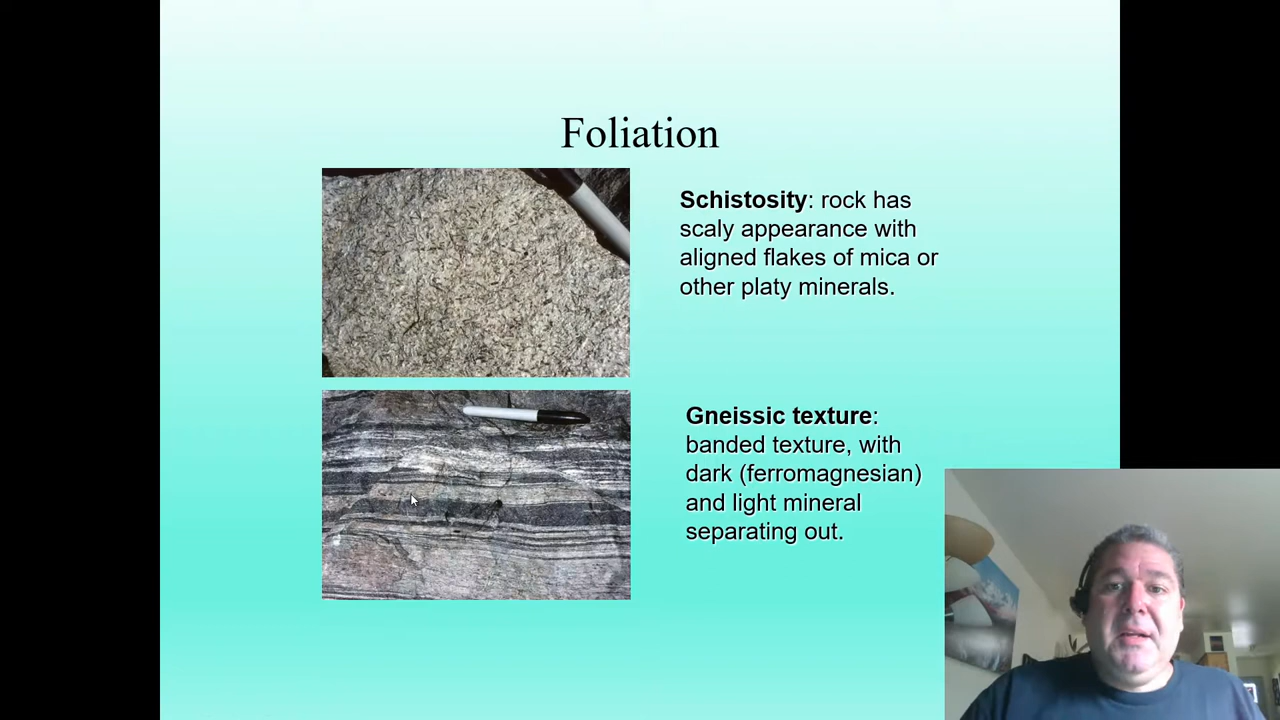 Foliation
Schistosity: rock has
scaly appearance with
aligned flakes of mica or
other platy minerals.
Gneissic texture:
banded texture, with
dark (ferromagnesian)
and light mineral
separating out.